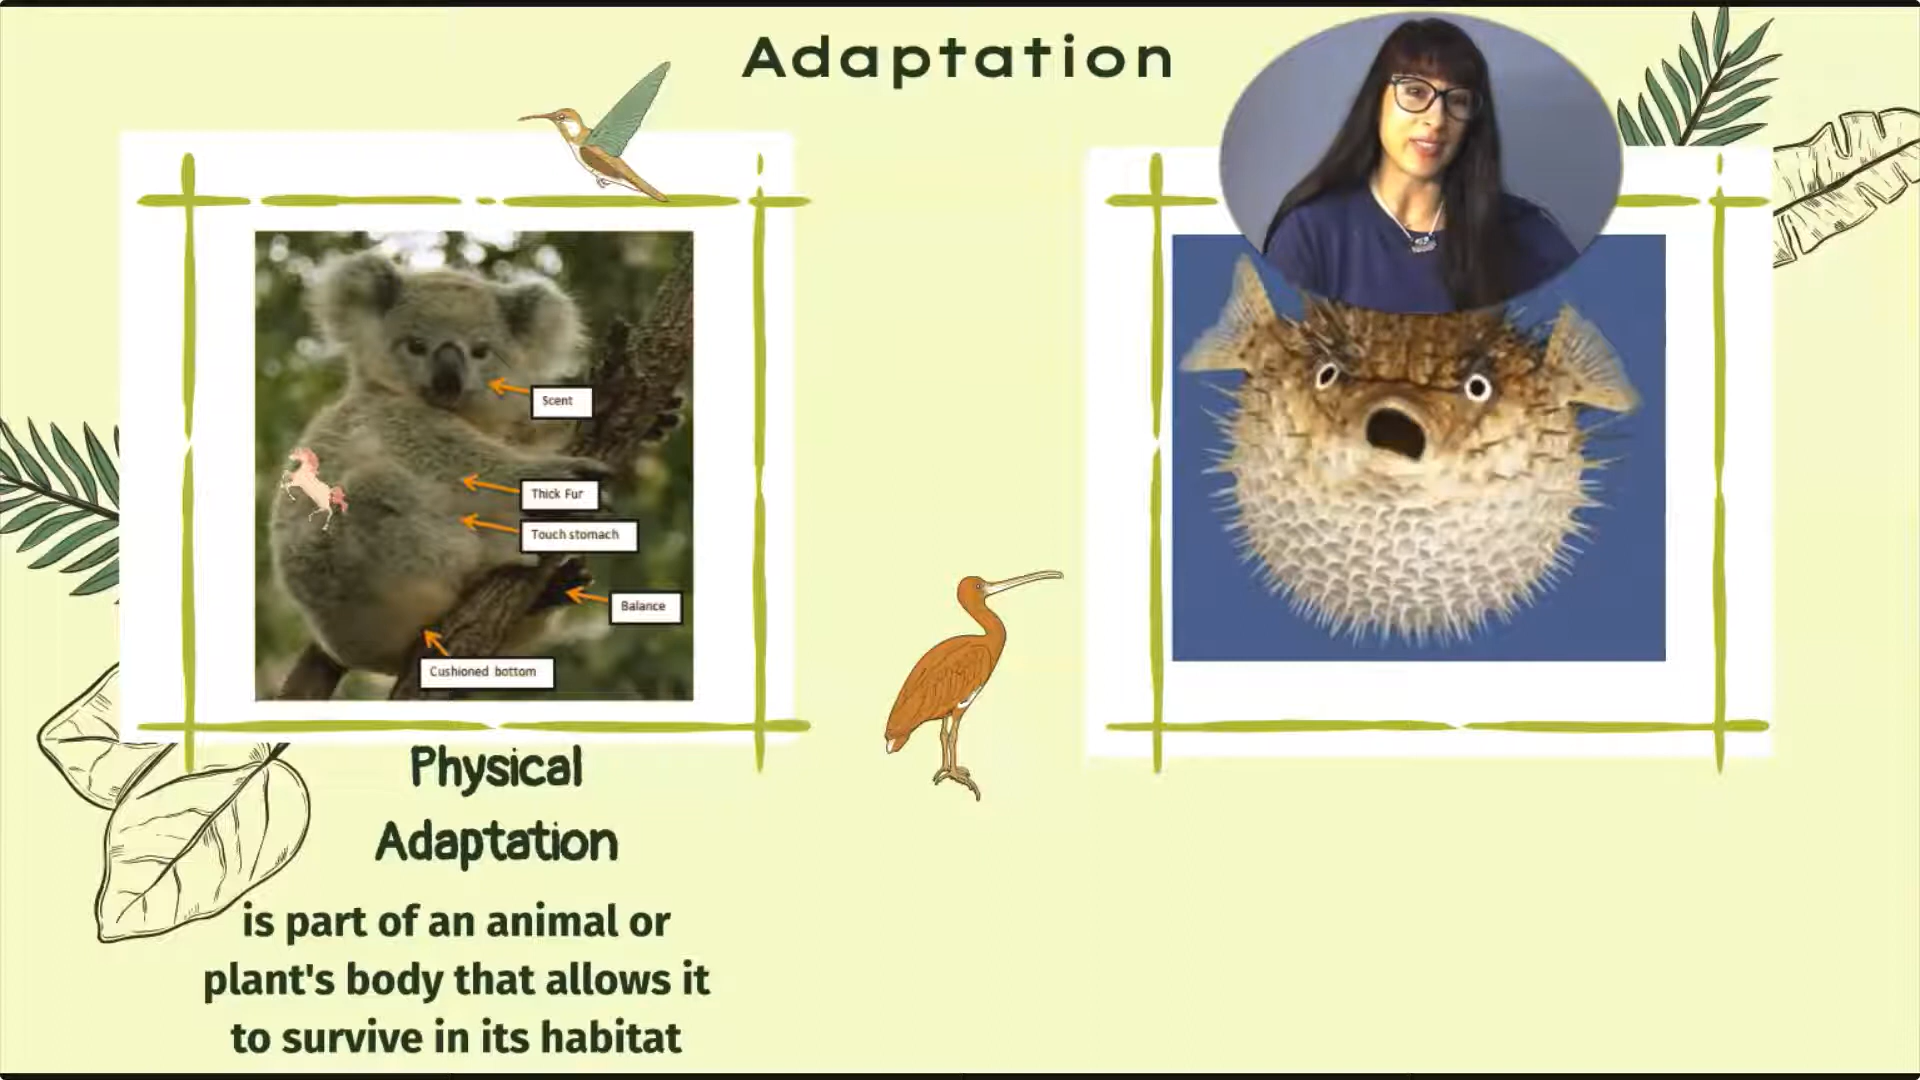 Adaptation
Scent
Thick Fur
Touch stomach
Balance
Cushioned bottom
Physical
Adaptation
is part of an animal or
plant's body that allows it
to survive in its habitat